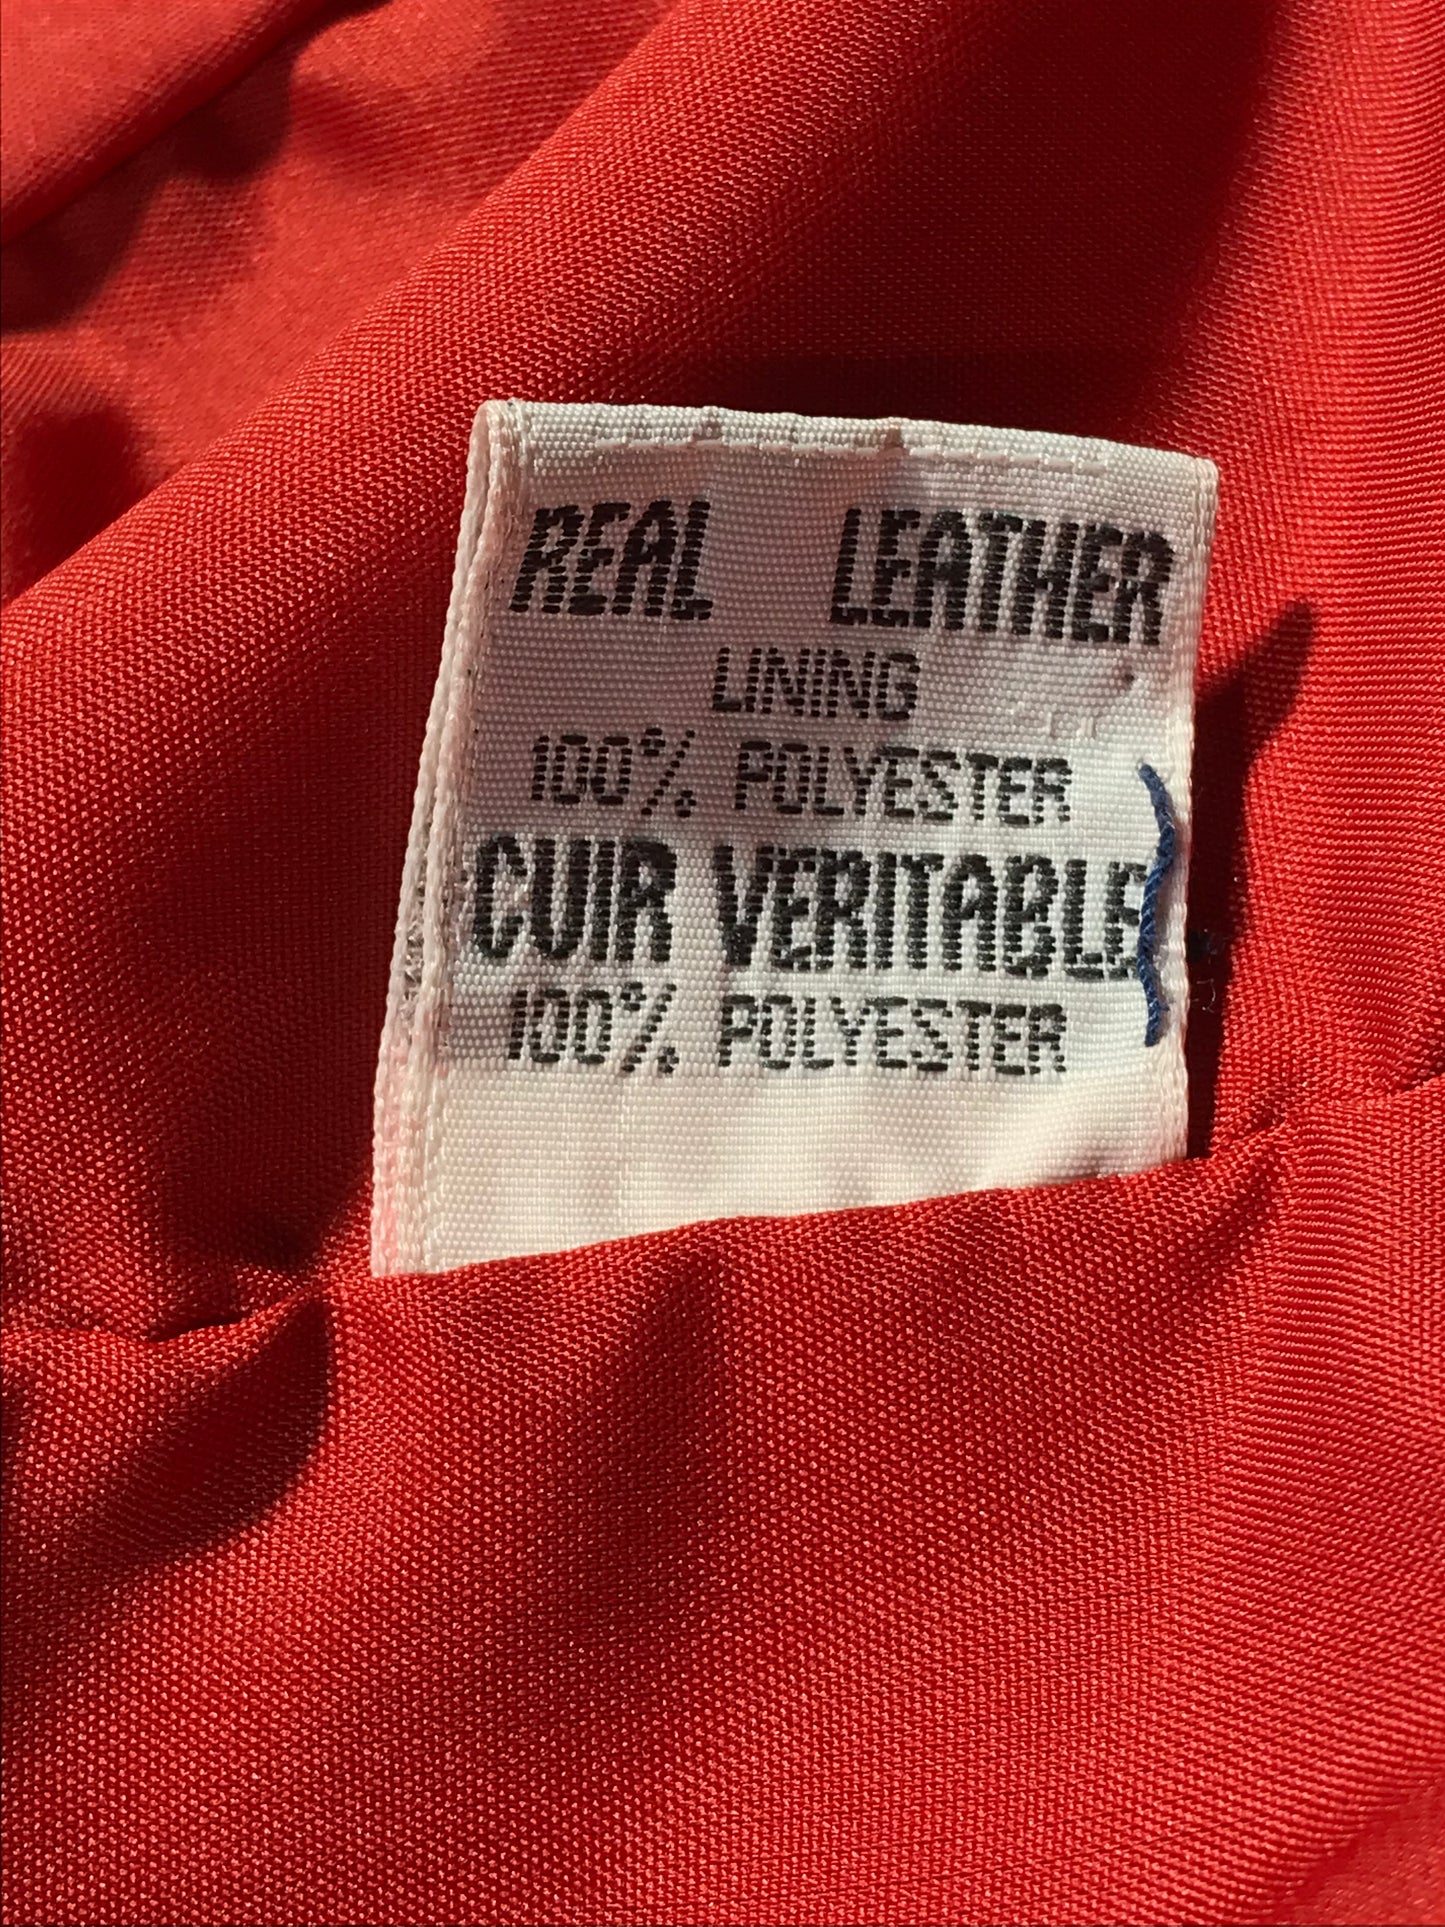 REAL LEATHER
LINING
100% POLYESTER
CUIR VERITABLE
100% POLYESTER